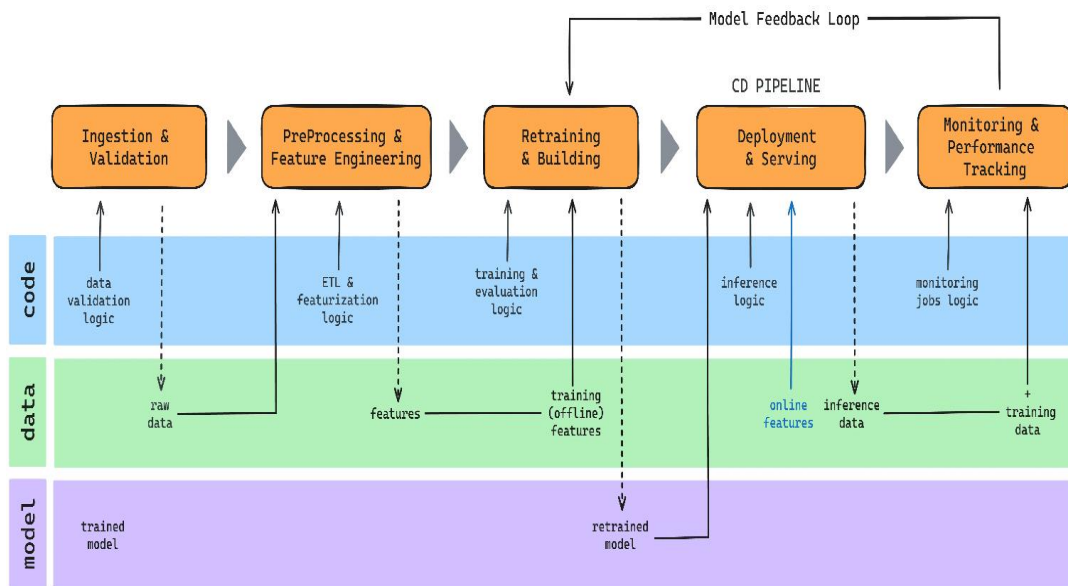 Model Feedback Loop
CD PIPELINE
Ingestion &
Validation
PreProcessing &
Feature Engineering
Retraining
& Building
Deployment
& Serving
Monitoring &
Performance
Tracking
code
data
validation
logic
ETL &
featurization
logic
training &
evaluation
logic
inference
logic
monitoring
jobs logic
data
raw
data
features
training
(offline)
features
online
features
inference
data
+
training
data
model
trained
model
retrained
model